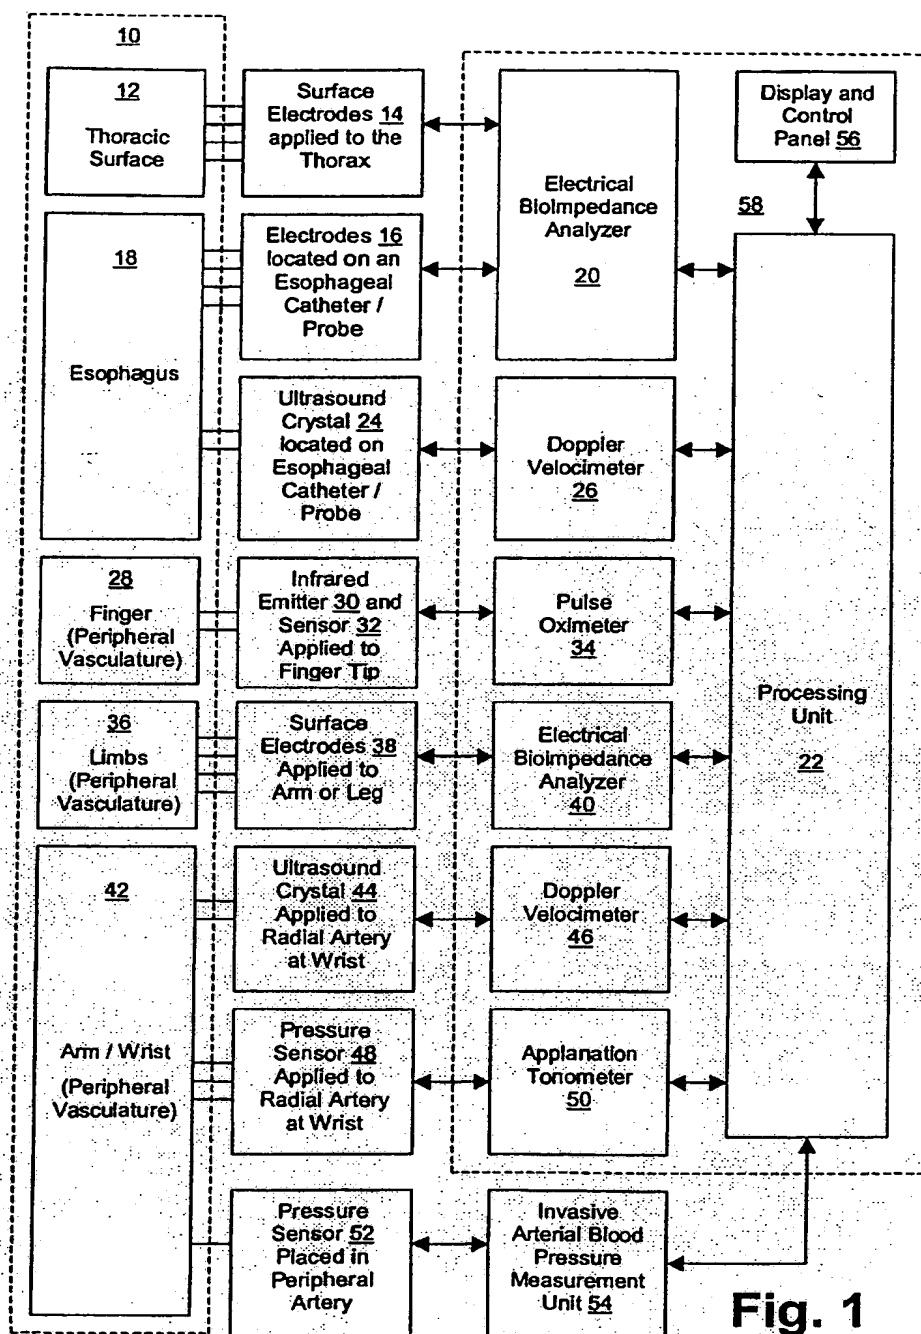 10
12
Thoracic
Surface
Surface
Electrodes 14
applied to the
Thorax
Electrical
BioImpedance
Analyzer
20
Display and
Control
Panel 56
58
18
Esophagus
Electrodes 16
located on an
Esophageal
Catheter /
Probe
Ultrasound
Crystal 24
located on
Esophageal
Catheter /
Probe
Doppler
Velocimeter
26
28
Finger
(Peripheral
Vasculature)
Infrared
Emitter 30 and
Sensor 32
Applied to
Finger Tip
Pulse
Oximeter
34
Processing
Unit
22
36
Limbs
(Peripheral
Vasculature)
Surface
Electrodes 38
Applied to
Arm or Leg
Electrical
BioImpedance
Analyzer
40
42
Arm / Wrist
(Peripheral
Vasculature)
Ultrasound
Crystal 44
Applied to
Radial Artery
at Wrist
Doppler
Velocimeter
46
Pressure
Sensor 48
Applied to
Radial Artery
at Wrist
Applanation
Tonometer
50
Pressure
Sensor 52
Placed in
Peripheral
Artery
Invasive
Arterial Blood
Pressure
Measurement
Unit 54
Fig. 1